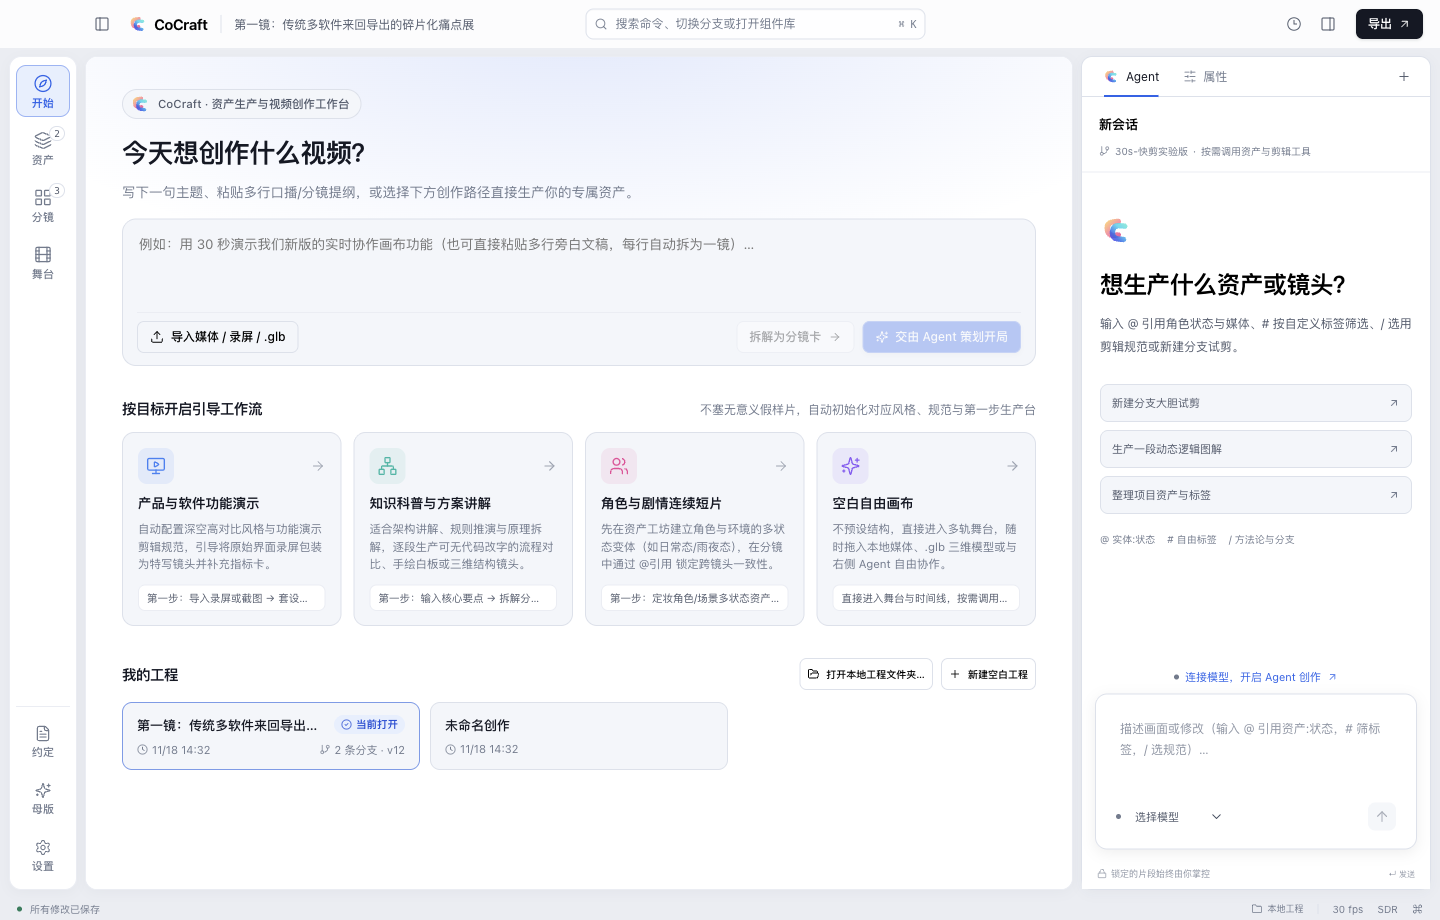 CoCraft
第一镜：传统多软件来回导出的碎片化痛点展
搜索命令、切换分支或打开组件库
⌘ K
导出
开始
资产
2
分镜
3
舞台
约定
母版
设置
CoCraft · 资产生产与视频创作工作台
今天想创作什么视频?
写下一句主题、粘贴多行口播/分镜提纲，或选择下方创作路径直接生产你的专属资产。
例如：用 30 秒演示我们新版的实时协作画布功能（也可直接粘贴多行旁白文稿，每行自动拆为一镜）...
导入媒体 / 录屏 / .glb
拆解为分镜卡 →
交由 Agent 策划开局
按目标开启引导工作流
不塞无意义假样片，自动初始化对应风格、规范与第一步生产台
产品与软件功能演示
自动配置深空高对比风格与功能演示
剪辑规范，引导将原始界面录屏包装
为特写镜头并补充指标卡。
第一步：导入录屏或截图 → 套设...
知识科普与方案讲解
适合架构讲解、规则推演与原理拆
解，逐段生产可无代码改字的流程对
比、手绘白板或三维结构镜头。
第一步：输入核心要点 → 拆解分...
角色与剧情连续短片
先在资产工坊建立角色与环境的多状
态变体（如日常态/雨夜态），在分镜
中通过 @引用 锁定跨镜头一致性。
第一步：定妆角色/场景多状态资产...
空白自由画布
不预设结构，直接进入多轨舞台，随
时拖入本地媒体、.glb 三维模型或与
右侧 Agent 自由协作。
直接进入舞台与时间线，按需调用...
我的工程
打开本地工程文件夹...
新建空白工程
第一镜：传统多软件来回导出...
当前打开
11/18 14:32
2 条分支 · v12
未命名创作
11/18 14:32
Agent
属性
新会话
30s-快剪实验版 · 按需调用资产与剪辑工具
想生产什么资产或镜头?
输入 @ 引用角色状态与媒体、# 按自定义标签筛选、/ 选用
剪辑规范或新建分支试剪。
新建分支大胆试剪
生产一段动态逻辑图解
整理项目资产与标签
@ 实体:状态 # 自由标签 / 方法论与分支
连接模型，开启 Agent 创作
描述画面或修改（输入 @ 引用资产:状态，# 筛标
签，/ 选规范）...
选择模型
锁定的片段始终由你掌控
↵ 发送
所有修改已保存
本地工程
30 fps
SDR
⌘